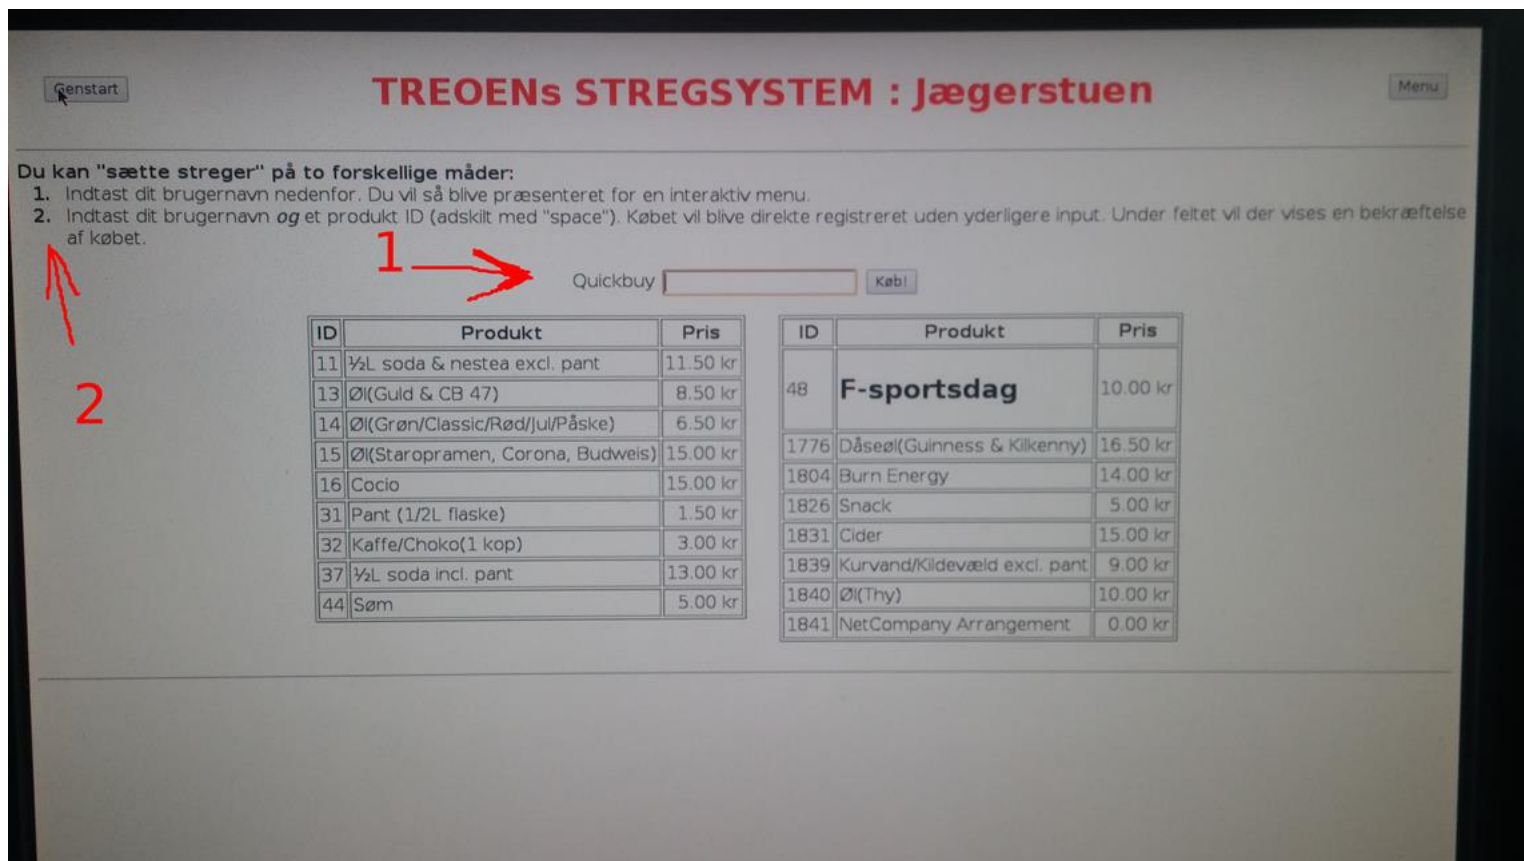 Genstart
TREOENs STREGSYSTEM : Jægerstuen
Menu
Du kan "sætte streger" på to forskellige måder:
1. Indtast dit brugernavn nedenfor. Du vil så blive præsenteret for en interaktiv menu.
2. Indtast dit brugernavn og et produkt ID (adskilt med "space"). Købet vil blive direkte registreret uden yderligere input. Under feltet vil der vises en bekræftelse
af købet.
1
Quickbuy
Køb!
2
ID Produkt Pris
11 ½L soda & nestea excl. pant 11.50 kr
13 Øl(Guld & CB 47) 8.50 kr
14 Øl(Grøn/Classic/Rød/Jul/Påske) 6.50 kr
15 Øl(Staropramen, Corona, Budweis) 15.00 kr
16 Cocio 15.00 kr
31 Pant (1/2L flaske) 1.50 kr
32 Kaffe/Choko(1 kop) 3.00 kr
37 ½L soda incl. pant 13.00 kr
44 Søm 5.00 kr
ID Produkt Pris
48 F-sportsdag 10.00 kr
1776 Dåseøl(Guinness & Kilkenny) 16.50 kr
1804 Burn Energy 14.00 kr
1826 Snack 5.00 kr
1831 Cider 15.00 kr
1839 Kurvand/Kildevæld excl. pant 9.00 kr
1840 Øl(Thy) 10.00 kr
1841 NetCompany Arrangement 0.00 kr